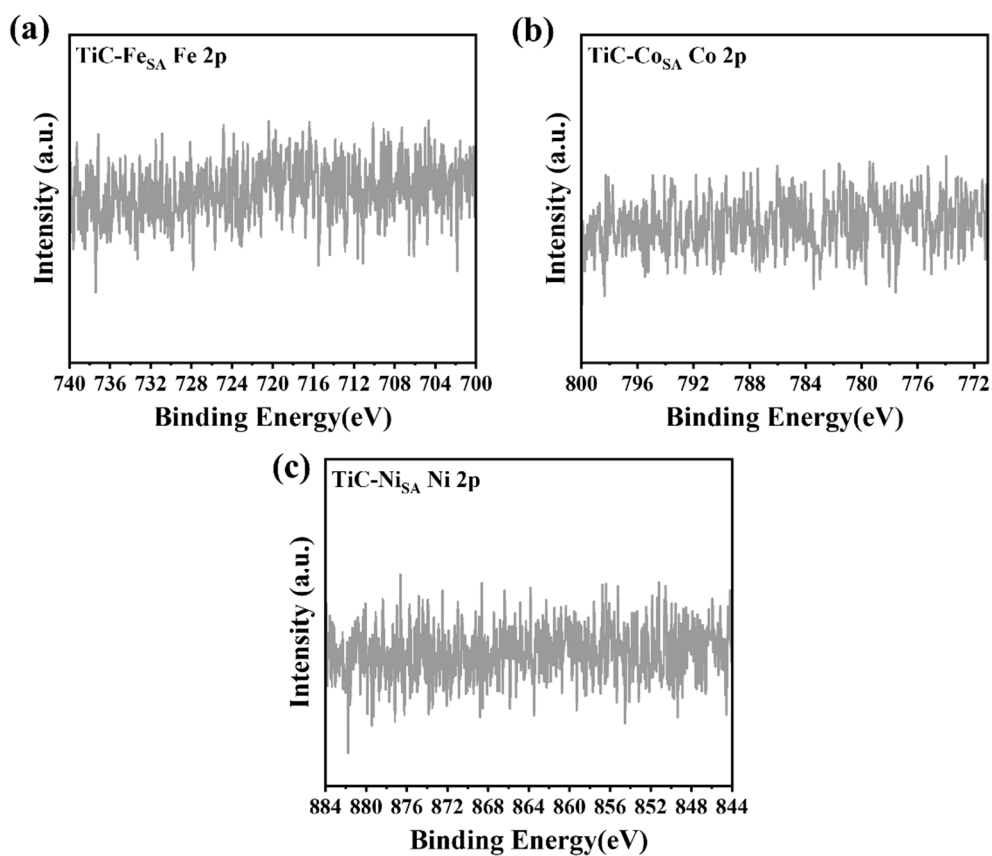 (a)
TiC-FeSA Fe 2p
Intensity (a.u.)
740 736 732 728 724 720 716 711 708 704 700
Binding Energy(eV)
(b)
TiC-CoSA Co 2p
Intensity (a.u.)
800 796 792 788 784 780 776 772
Binding Energy(eV)
(c)
TiC-NiSA Ni 2p
Intensity (a.u.)
884 880 876 872 868 864 860 856 852 848 844
Binding Energy(eV)